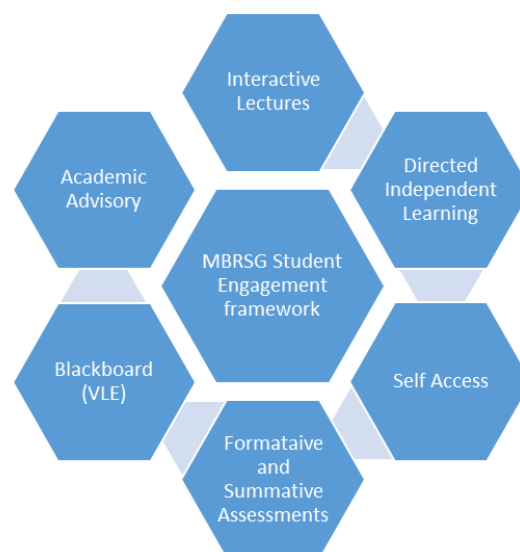 Interactive
Lectures
Directed
Independent
Learning
Academic
Advisory
MBRSG Student
Engagement
framework
Self Access
Blackboard
(VLE)
Formataive
and
Summative
Assessments